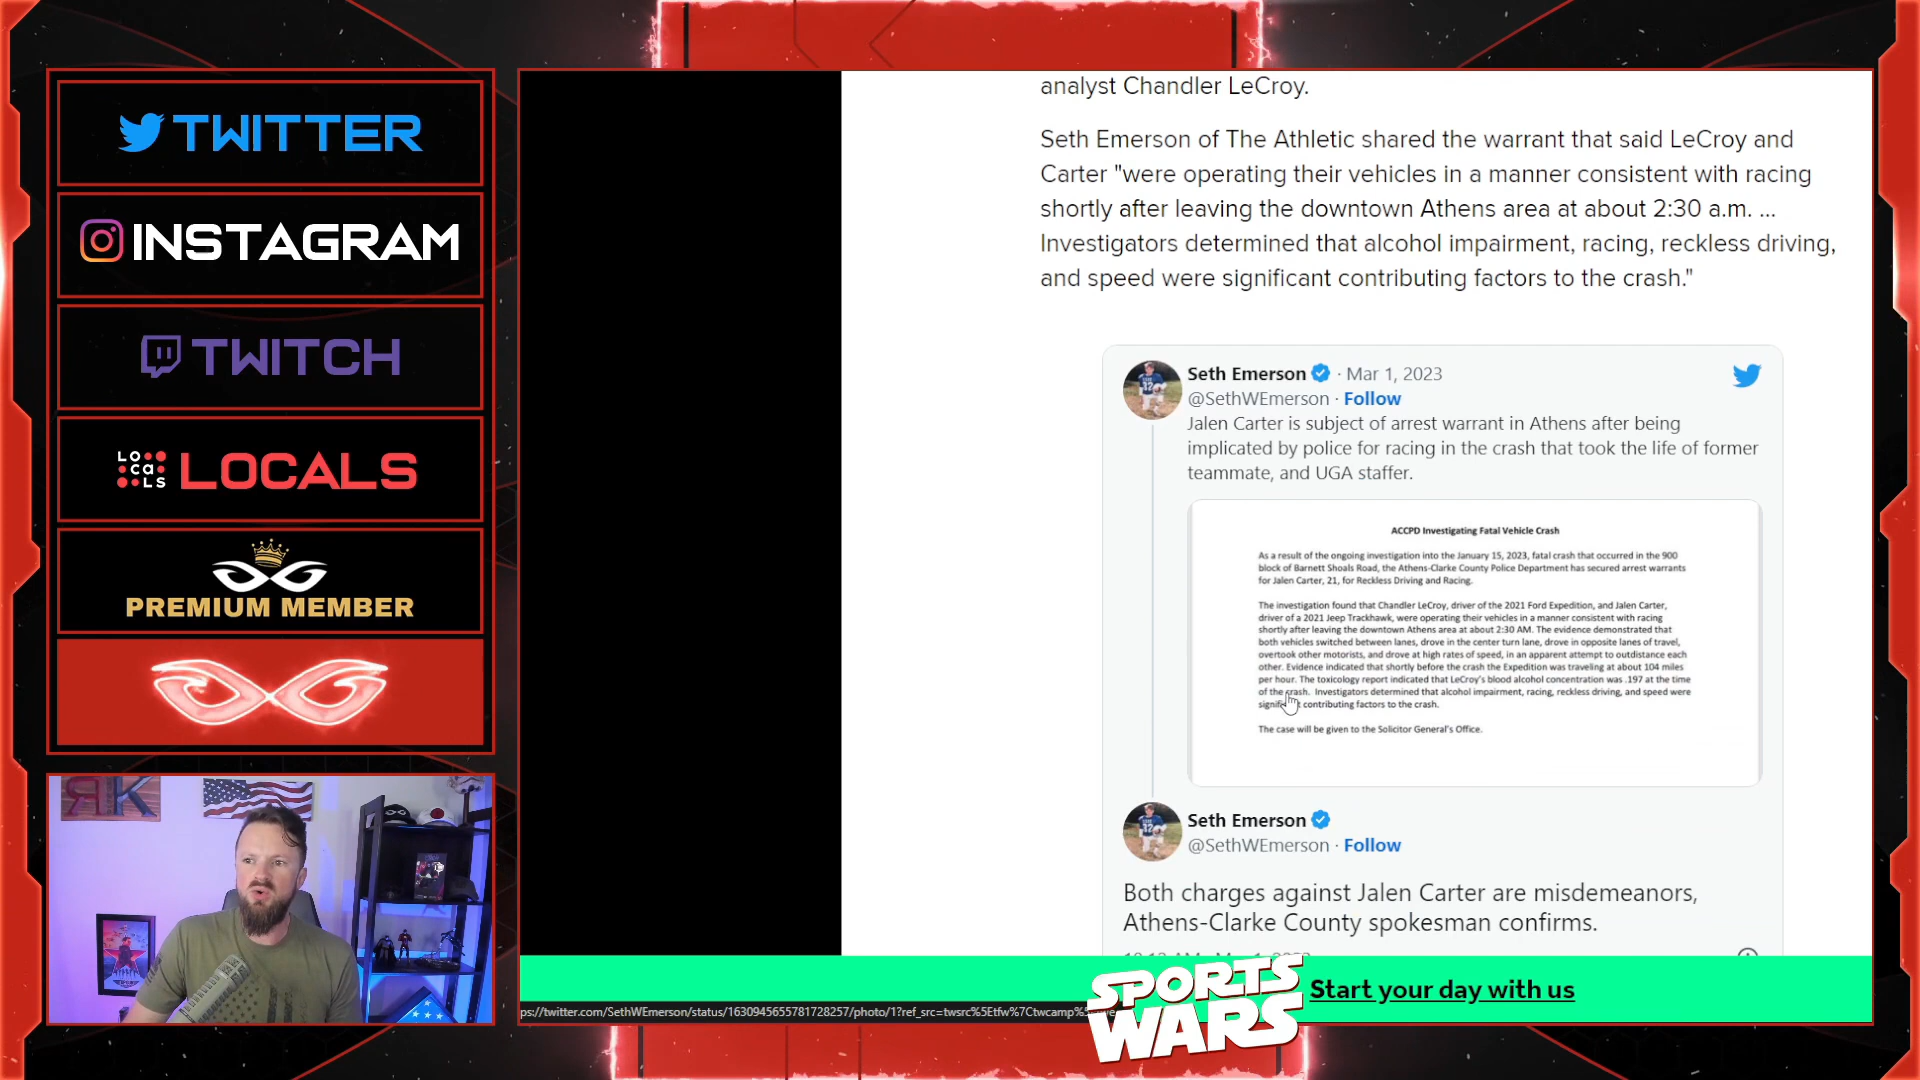 TWITTER
INSTAGRAM
TWITCH
LOCALS
LOCALS
PREMIUM MEMBER
RK
analyst Chandler LeCroy.
Seth Emerson of The Athletic shared the warrant that said LeCroy and
Carter "were operating their vehicles in a manner consistent with racing
shortly after leaving the downtown Athens area at about 2:30 a.m. ...
Investigators determined that alcohol impairment, racing, reckless driving,
and speed were significant contributing factors to the crash."
Seth Emerson · Mar 1, 2023
@SethWEmerson · Follow
Jalen Carter is subject of arrest warrant in Athens after being
implicated by police for racing in the crash that took the life of former
teammate, and UGA staffer.
ACCPD Investigating Fatal Vehicle Crash
As a result of the ongoing investigation into the January 15, 2023, fatal crash that occurred in the 900
block of Barnett Shoals Road, the Athens-Clarke County Police Department has secured arrest warrants
for Jalen Carter, 21, for Reckless Driving and Racing.
The investigation found that Chandler LeCroy, driver of the 2021 Ford Expedition, and Jalen Carter,
driver of a 2021 Jeep Trackhawk, were operating their vehicles in a manner consistent with racing
shortly after leaving the downtown Athens area at about 2:30 AM. The evidence demonstrated that
both vehicles switched between lanes, drove in the center turn lane, drove in opposite lanes of travel,
overtook other motorists, and drove at high rates of speed, in an apparent attempt to outdistance each
other. Evidence indicated that shortly before the crash the Expedition was traveling at about 104 miles
per hour. The toxicology report indicated that LeCroy's blood alcohol concentration was .197 at the time
of the crash. Investigators determined that alcohol impairment, racing, reckless driving, and speed were
contributing factors to the crash.
The case will be given to the Solicitor General's Office.
Seth Emerson
@SethWEmerson · Follow
Both charges against Jalen Carter are misdemeanors,
Athens-Clarke County spokesman confirms.
SPORTS
WARS
Start your day with us
ps://twitter.com/SethWEmerson/status/1630945655781728257/photo/1?ref_src=twsrc%5Etfw%7Ctwcamp%